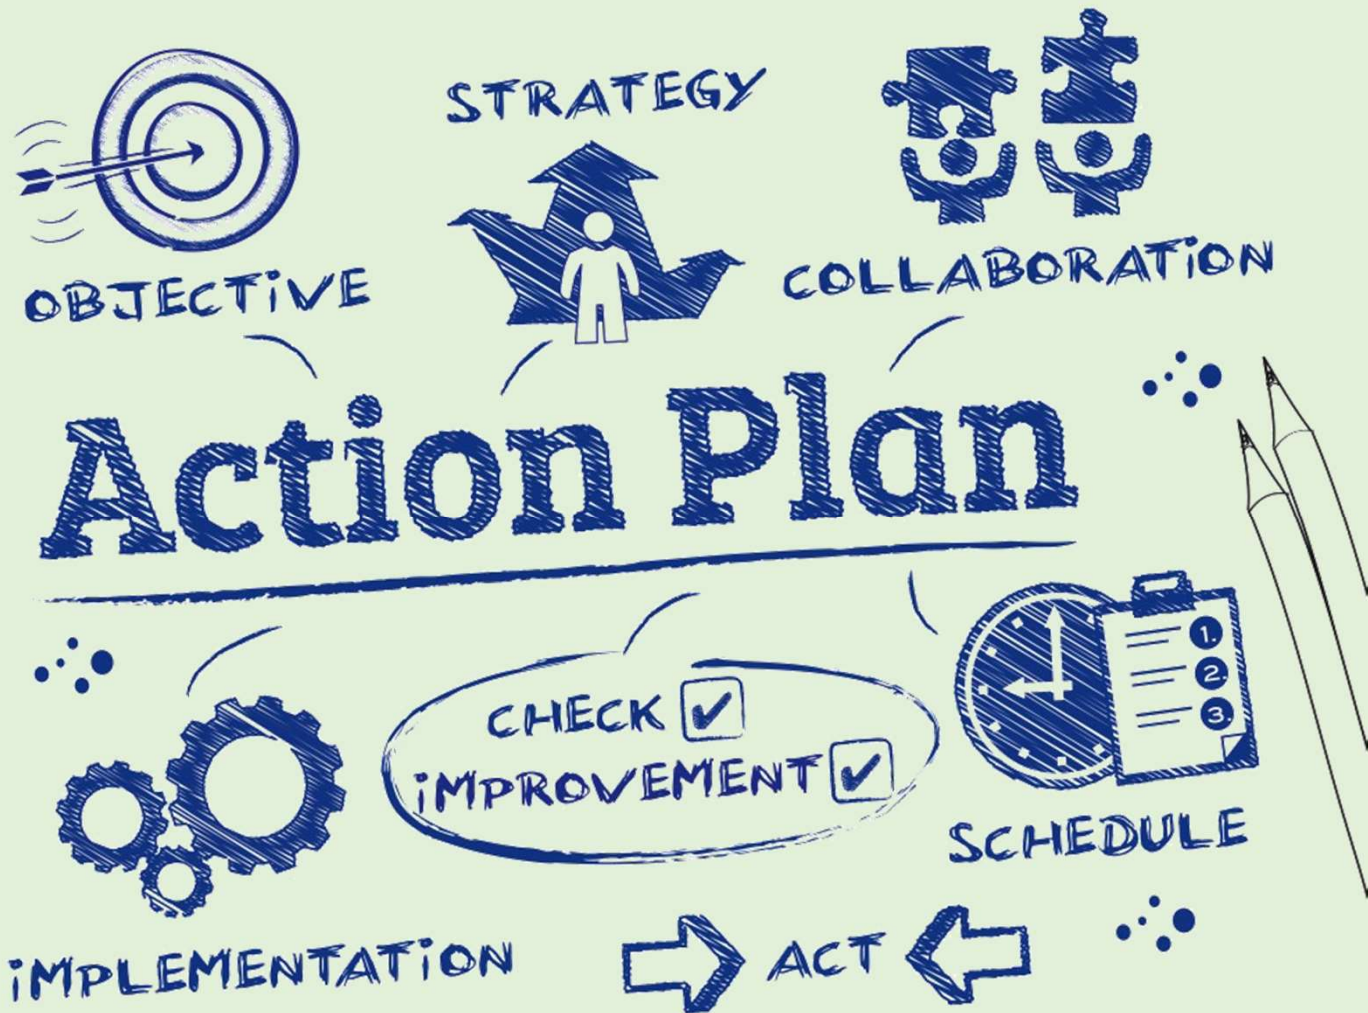 STRATEGY
OBJECTiVE
COLLABORATiON
Action Plan
CHECK
iMPROVEMENT
1.
2.
3.
SCHEDULE
iMPLEMENTATiON
ACT